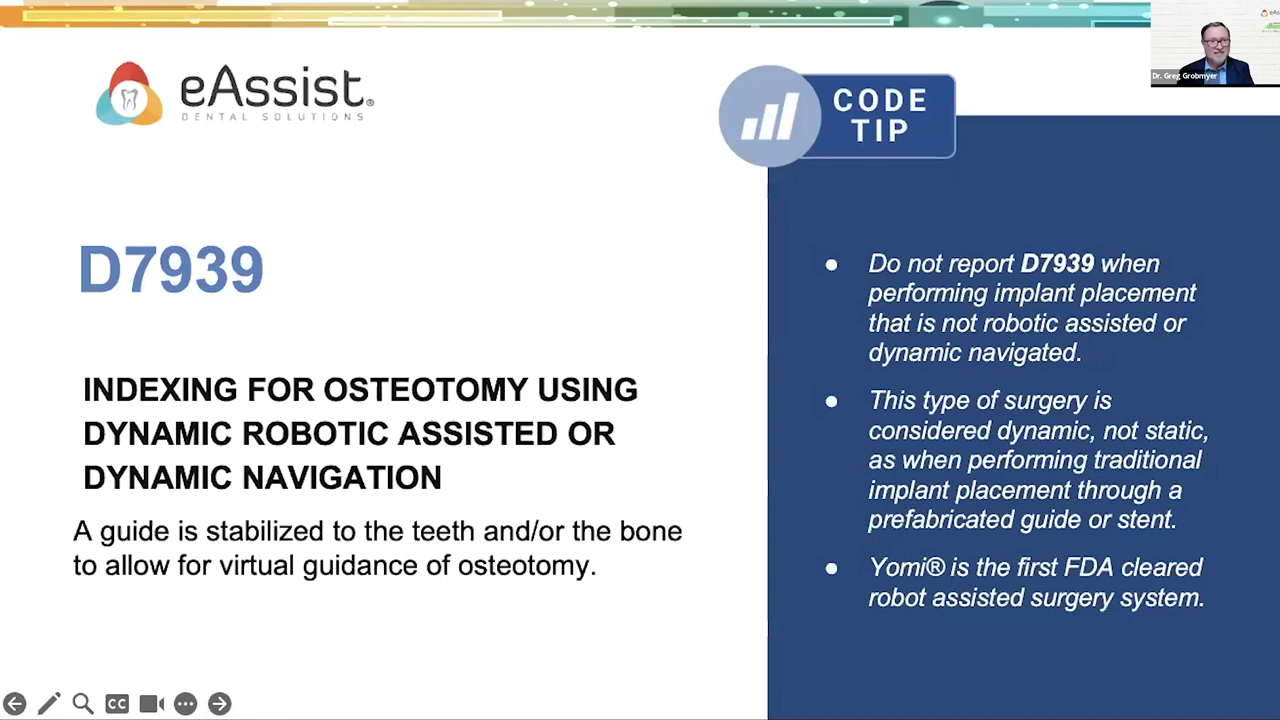 eAssist®
DENTAL SOLUTIONS
CODE
TIP
Dr. Greg Grobmyer
D7939
INDEXING FOR OSTEOTOMY USING
DYNAMIC ROBOTIC ASSISTED OR
DYNAMIC NAVIGATION
A guide is stabilized to the teeth and/or the bone
to allow for virtual guidance of osteotomy.
● Do not report D7939 when
performing implant placement
that is not robotic assisted or
dynamic navigated.
● This type of surgery is
considered dynamic, not static,
as when performing traditional
implant placement through a
prefabricated guide or stent.
● Yomi® is the first FDA cleared
robot assisted surgery system.
CC